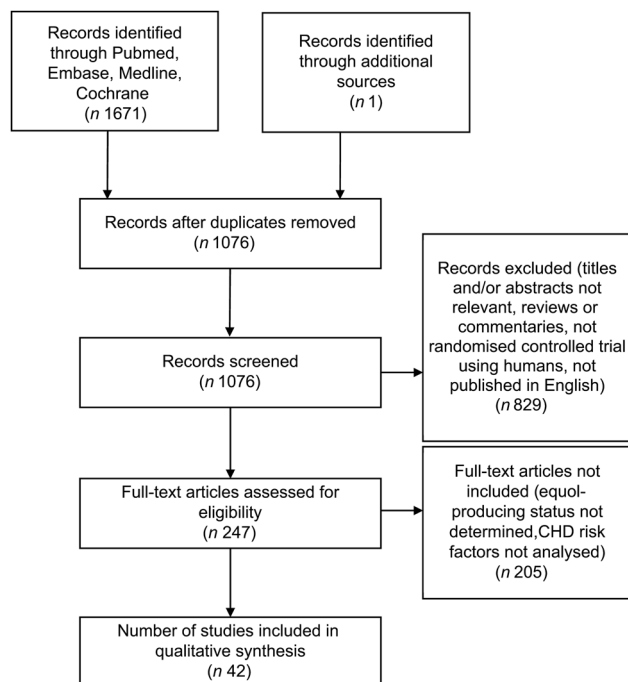 Records identified
through Pubmed,
Embase, Medline,
Cochrane
(n 1671)
Records identified
through additional
sources
(n 1)
Records after duplicates removed
(n 1076)
Records screened
(n 1076)
Records excluded (titles
and/or abstracts not
relevant, reviews or
commentaries, not
randomised controlled trial
using humans, not
published in English)
(n 829)
Full-text articles assessed for
eligibility
(n 247)
Full-text articles not
included (equol-
producing status not
determined,CHD risk
factors not analysed)
(n 205)
Number of studies included in
qualitative synthesis
(n 42)